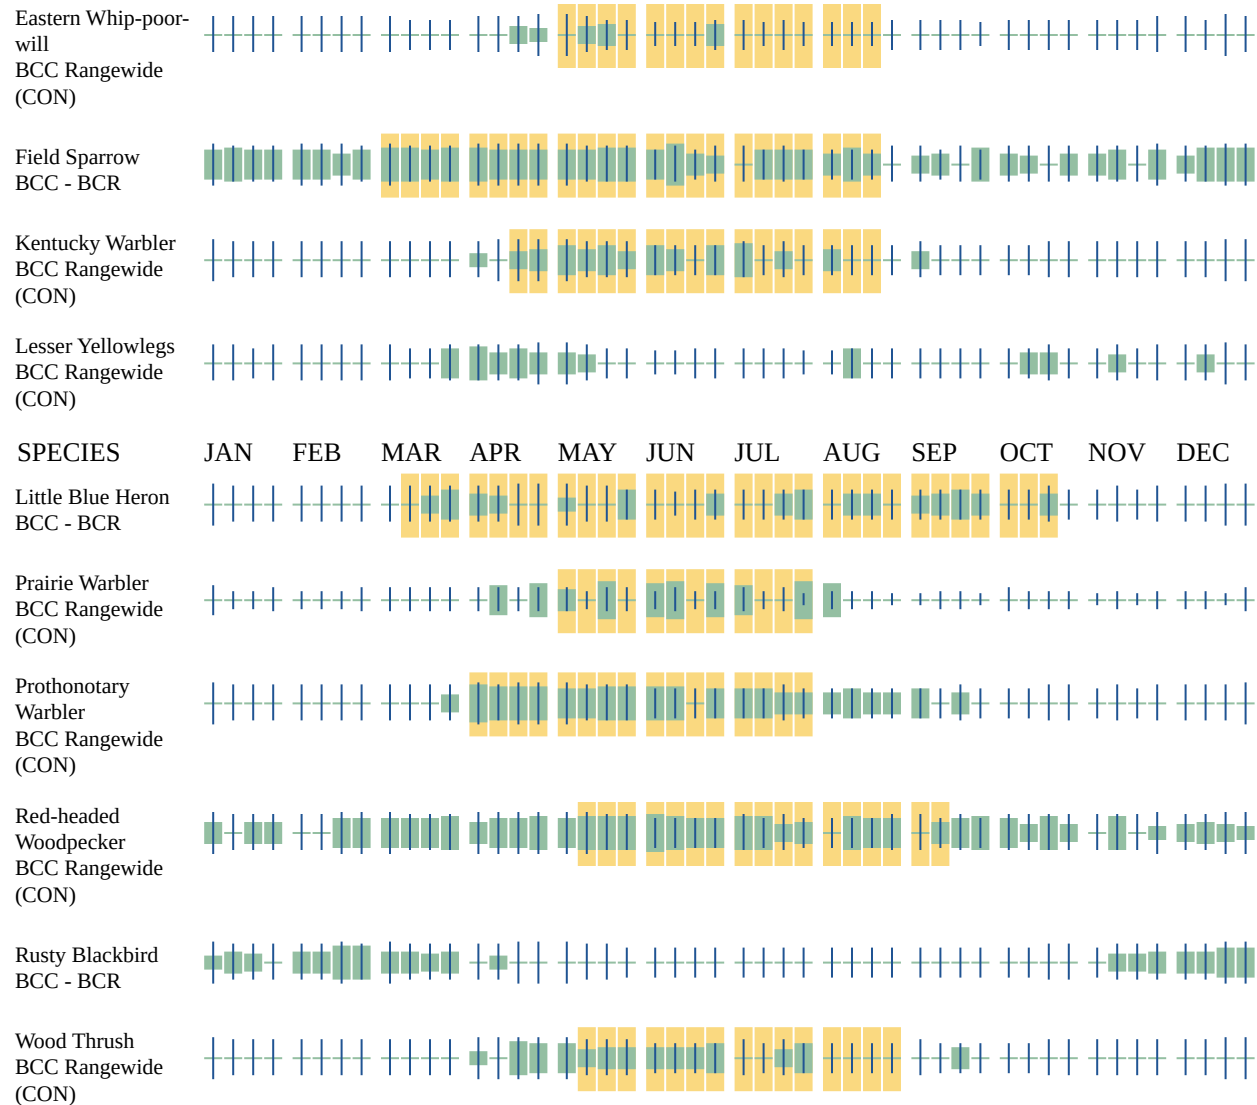 Eastern Whip-poor-
will
BCC Rangewide
(CON)
Field Sparrow
BCC - BCR
Kentucky Warbler
BCC Rangewide
(CON)
Lesser Yellowlegs
BCC Rangewide
(CON)
SPECIES JAN FEB MAR APR MAY JUN JUL AUG SEP OCT NOV DEC
Little Blue Heron
BCC - BCR
Prairie Warbler
BCC Rangewide
(CON)
Prothonotary
Warbler
BCC Rangewide
(CON)
Red-headed
Woodpecker
BCC Rangewide
(CON)
Rusty Blackbird
BCC - BCR
Wood Thrush
BCC Rangewide
(CON)